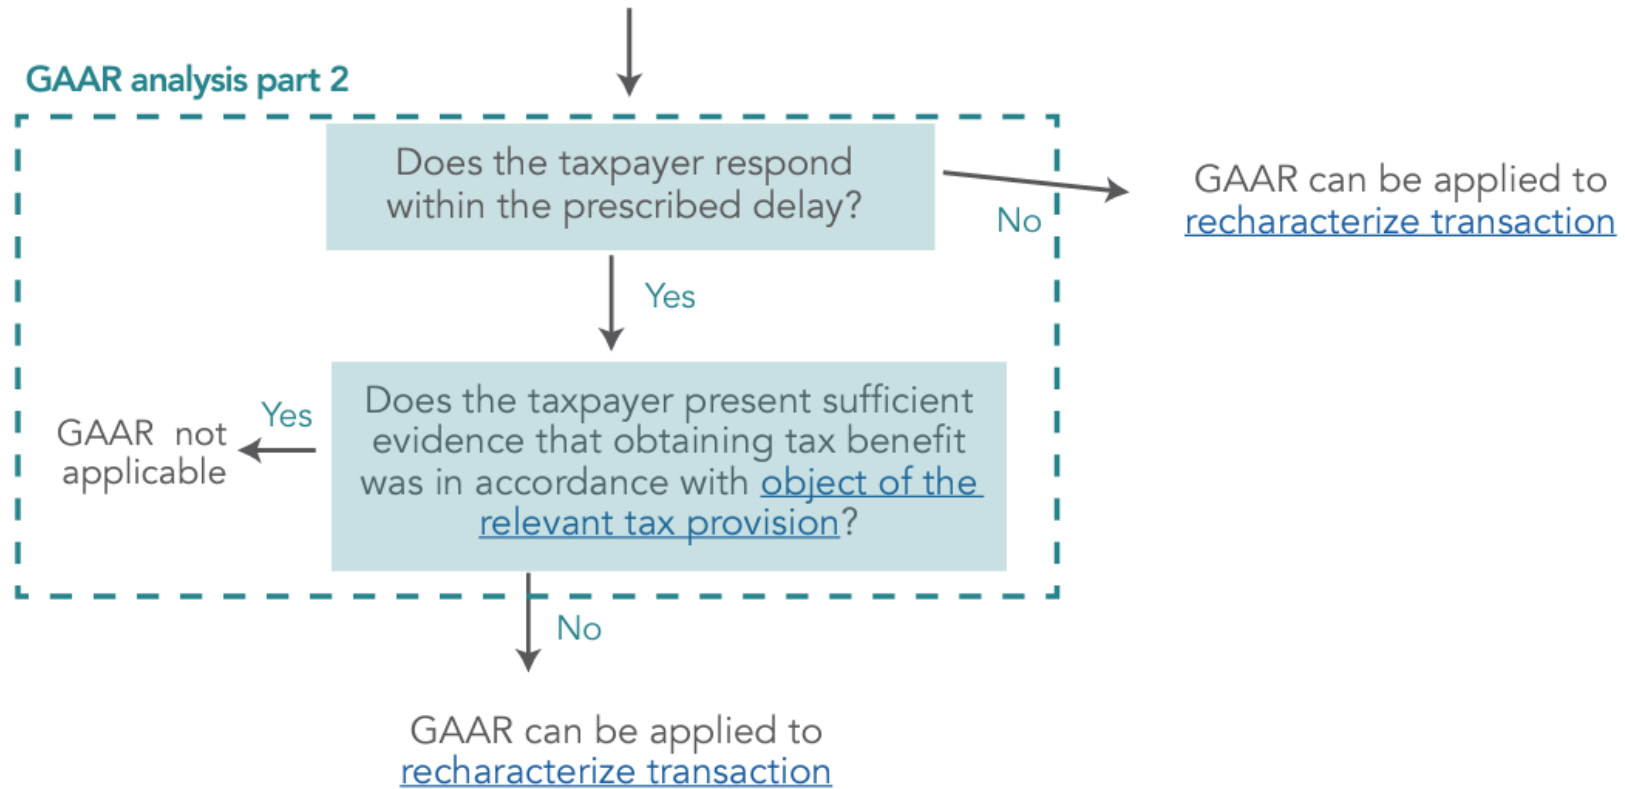 GAAR analysis part 2
Does the taxpayer respond
within the prescribed delay?
No
GAAR can be applied to
recharacterize transaction
Yes
Does the taxpayer present sufficient
evidence that obtaining tax benefit
was in accordance with object of the
relevant tax provision?
Yes
GAAR not
applicable
No
GAAR can be applied to
recharacterize transaction